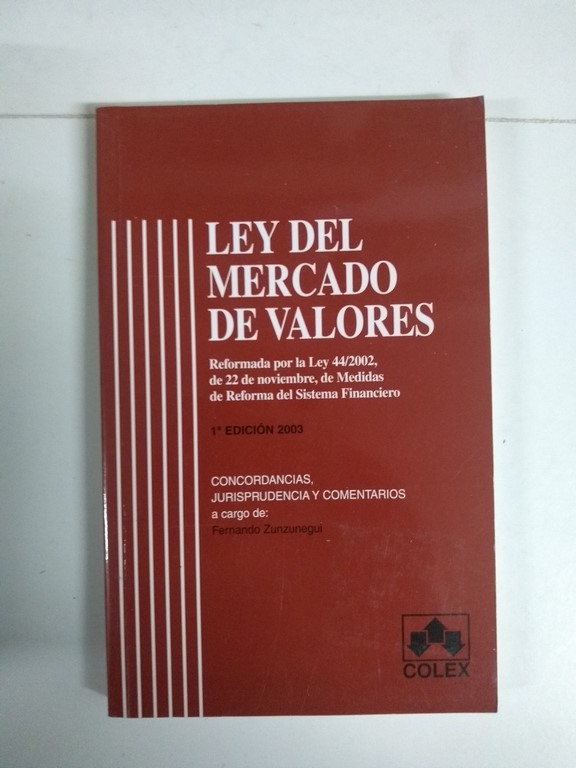 LEY DEL
MERCADO
DE VALORES
Reformada por la Ley 44/2002,
de 22 de noviembre, de Medidas
de Reforma del Sistema Financiero
1ª EDICIÓN 2003
CONCORDANCIAS,
JURISPRUDENCIA Y COMENTARIOS
a cargo de:
Fernando Zunzunegui
COLEX